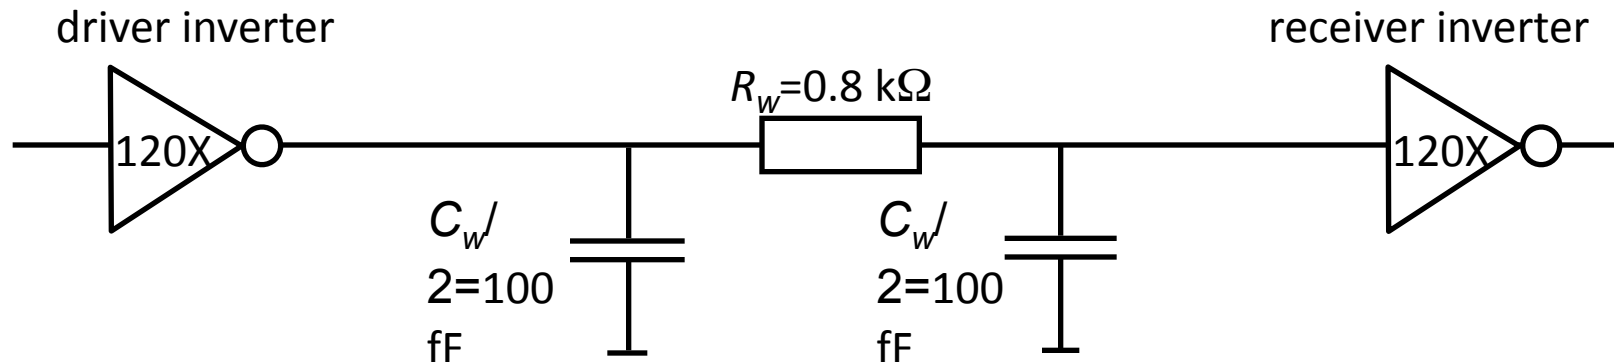 driver inverter
receiver inverter
R_w=0.8 kΩ
120X
120X
C_w/
2=100
fF
C_w/
2=100
fF